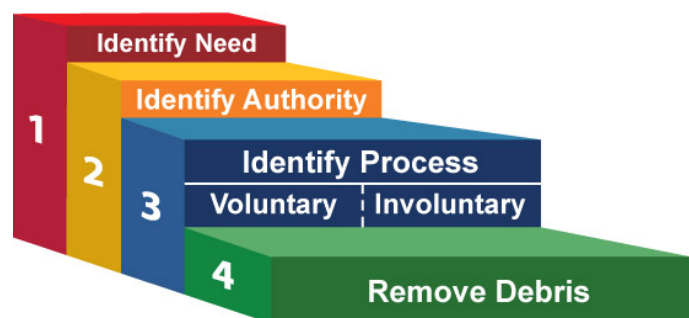 1 Identify Need
2 Identify Authority
3 Identify Process
Voluntary Involuntary
4 Remove Debris